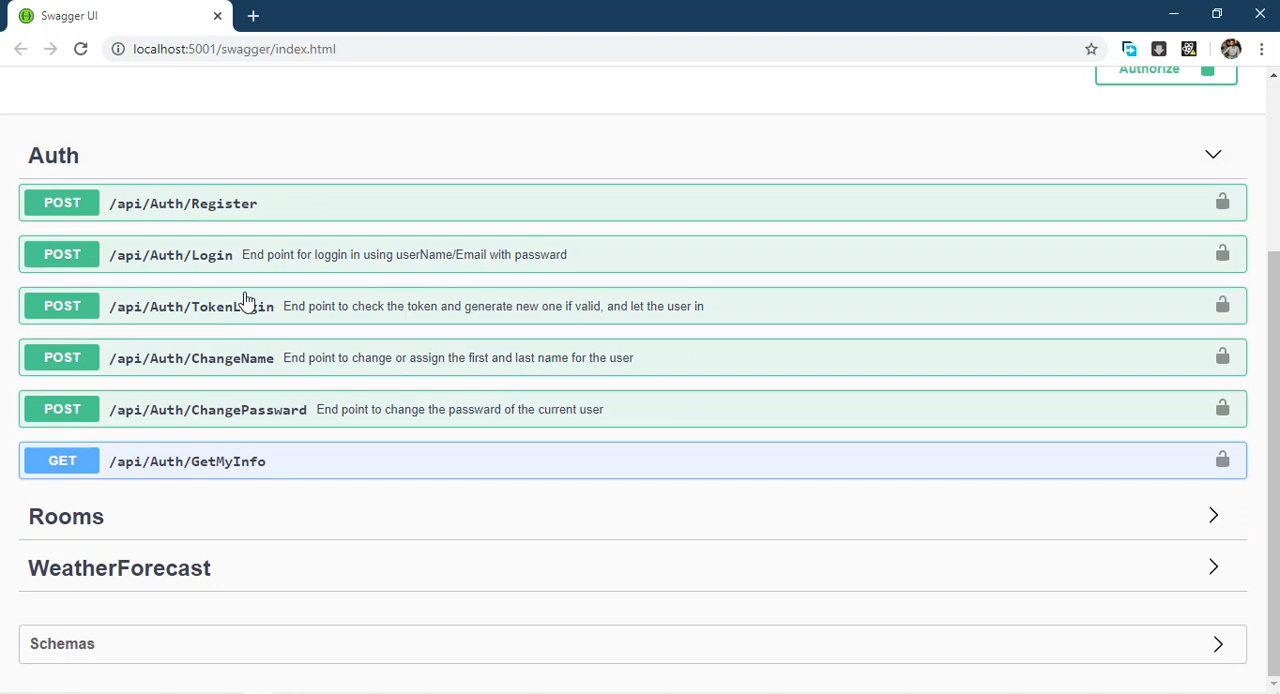 Swagger UI
localhost:5001/swagger/index.html
Authorize
Auth
POST /api/Auth/Register
POST /api/Auth/Login End point for loggin in using userName/Email with passward
POST /api/Auth/TokenLogin End point to check the token and generate new one if valid, and let the user in
POST /api/Auth/ChangeName End point to change or assign the first and last name for the user
POST /api/Auth/ChangePassward End point to change the passward of the current user
GET /api/Auth/GetMyInfo
Rooms
WeatherForecast
Schemas